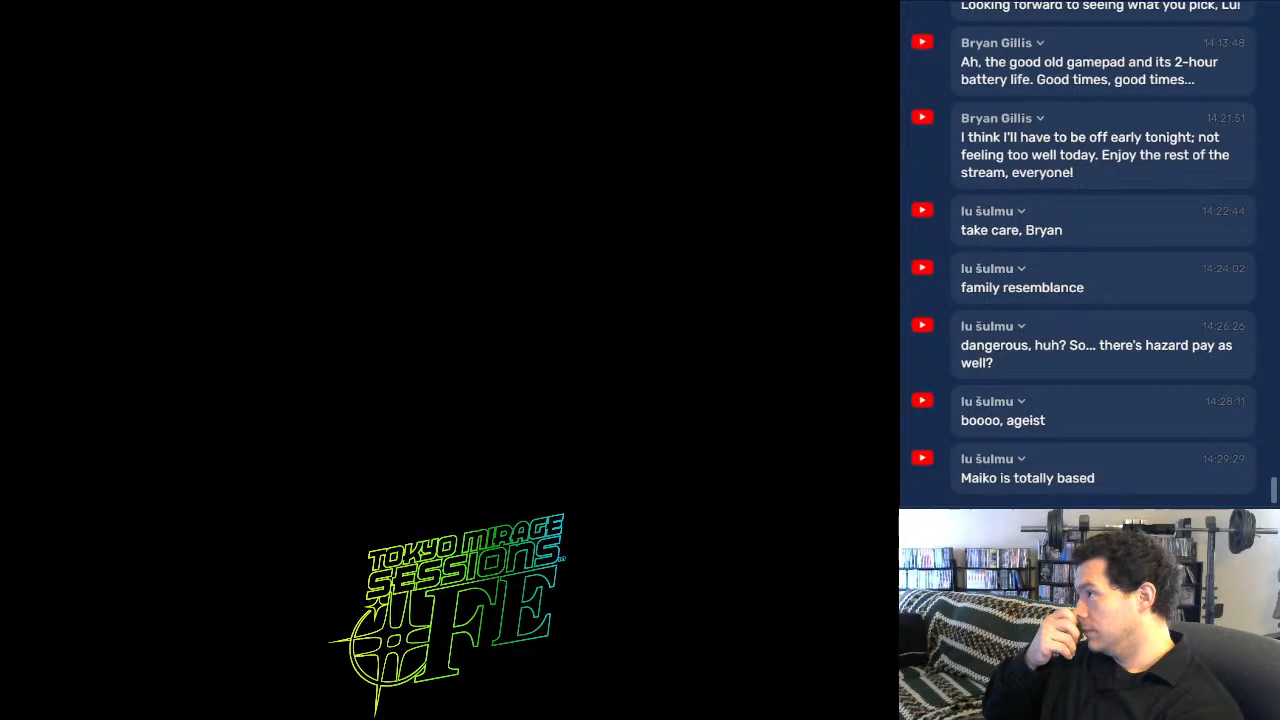 TOKYO MIRAGE
SESSIONS
#FE
Looking forward to seeing what you pick, Lu!
Bryan Gillis 14:13:48
Ah, the good old gamepad and its 2-hour
battery life. Good times, good times...
Bryan Gillis 14:21:51
I think I'll have to be off early tonight; not
feeling too well today. Enjoy the rest of the
stream, everyone!
lu šulmu 14:22:44
take care, Bryan
lu šulmu 14:24:02
family resemblance
lu šulmu 14:26:26
dangerous, huh? So... there's hazard pay as
well?
lu šulmu 14:28:11
boooo, ageist
lu šulmu 14:29:29
Maiko is totally based